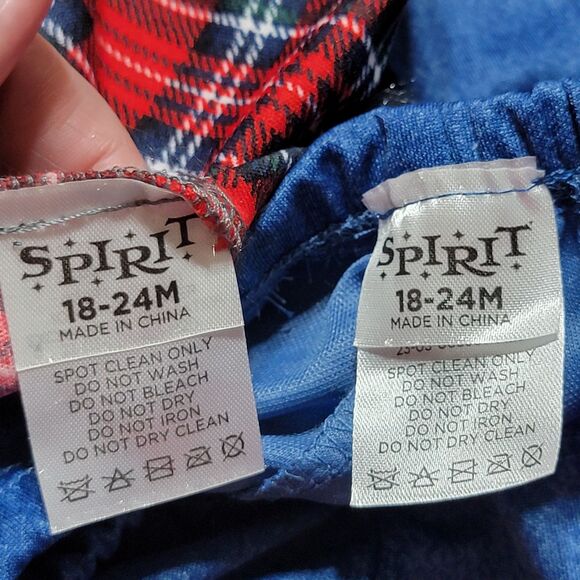 SPIRIT
18-24M
MADE IN CHINA
SPOT CLEAN ONLY
DO NOT WASH
DO NOT BLEACH
DO NOT DRY
DO NOT IRON
DO NOT DRY CLEAN
SPIRIT
18-24M
MADE IN CHINA
SPOT CLEAN ONLY
DO NOT WASH
DO NOT BLEACH
DO NOT DRY
DO NOT IRON
DO NOT DRY CLEAN